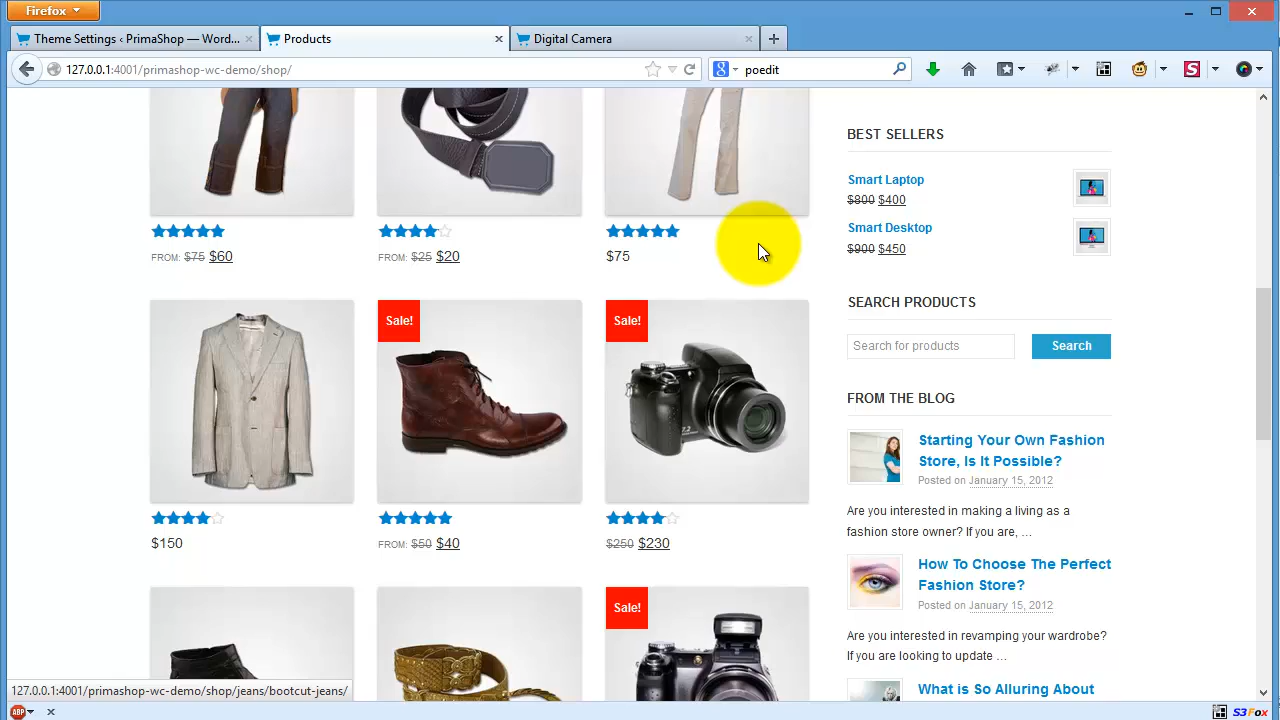 Firefox
Theme Settings ‹ PrimaShop — Word...
Products
Digital Camera
127.0.0.1:4001/primashop-wc-demo/shop/
poedit
FROM: $75 $60
FROM: $25 $20
$75
Sale!
Sale!
$150
FROM: $50 $40
$250 $230
Sale!
BEST SELLERS
Smart Laptop
$800 $400
Smart Desktop
$900 $450
SEARCH PRODUCTS
Search for products
Search
FROM THE BLOG
Starting Your Own Fashion
Store, Is It Possible?
Posted on January 15, 2012
Are you interested in making a living as a
fashion store owner? If you are, ...
How To Choose The Perfect
Fashion Store?
Posted on January 15, 2012
Are you interested in revamping your wardrobe?
If you are looking to update ...
What is So Alluring About
127.0.0.1:4001/primashop-wc-demo/shop/jeans/bootcut-jeans/
ABP
S3Fox